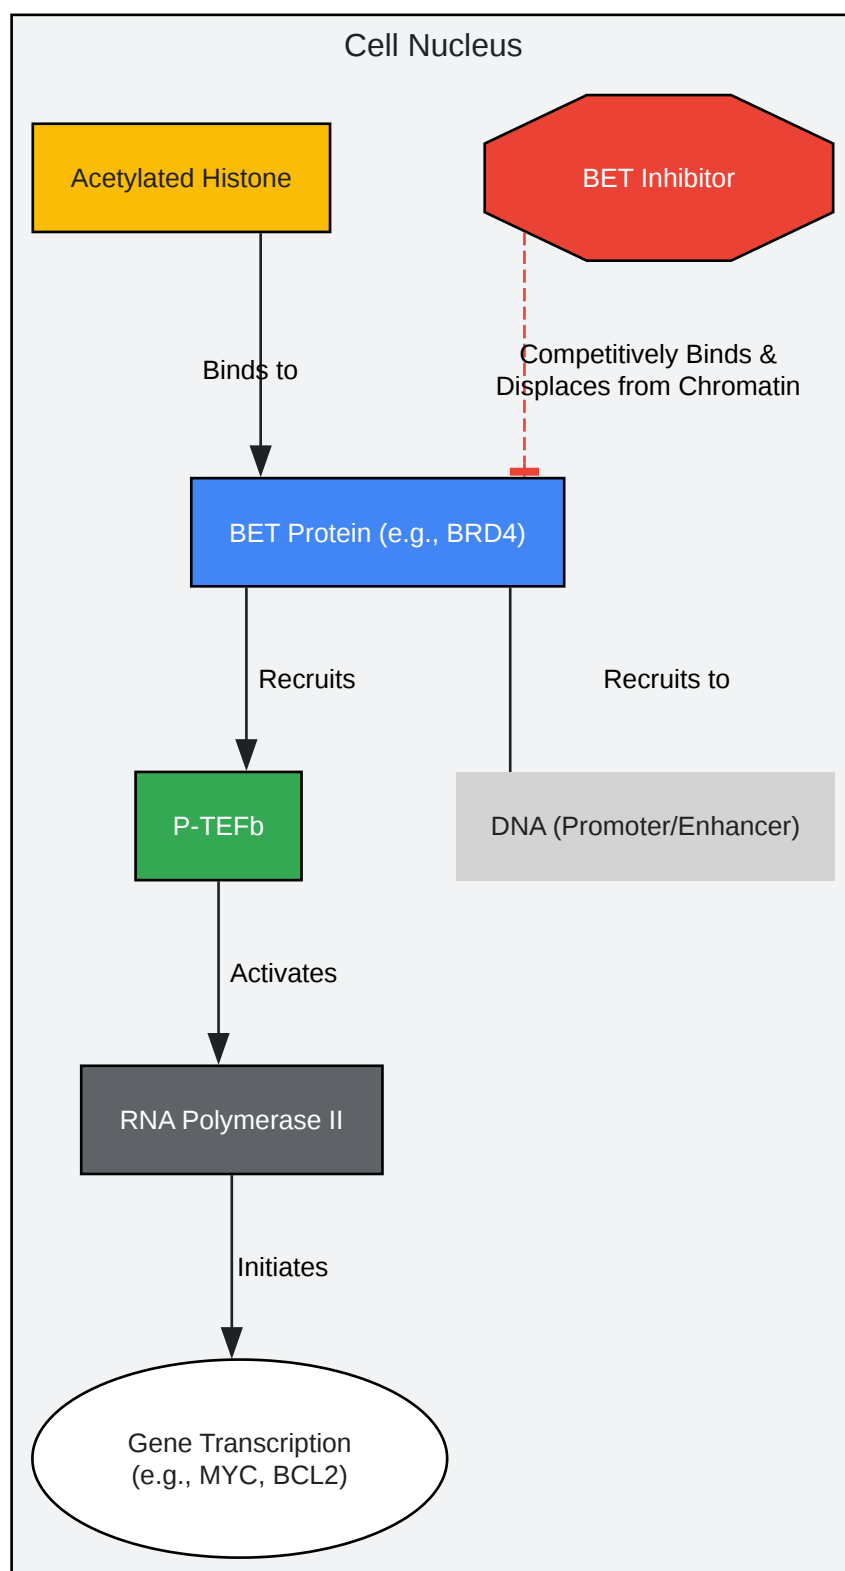 Cell Nucleus
Acetylated Histone
BET Inhibitor
Binds to
Competitively Binds &
Displaces from Chromatin
BET Protein (e.g., BRD4)
Recruits
Recruits to
P-TEFb
DNA (Promoter/Enhancer)
Activates
RNA Polymerase II
Initiates
Gene Transcription
(e.g., MYC, BCL2)